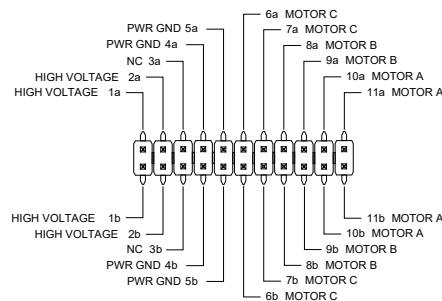 6a MOTOR C
PWR GND 5a
7a MOTOR C
PWR GND 4a
8a MOTOR B
NC 3a
9a MOTOR B
HIGH VOLTAGE 2a
10a MOTOR A
HIGH VOLTAGE 1a
11a MOTOR A
HIGH VOLTAGE 1b
11b MOTOR A
HIGH VOLTAGE 2b
10b MOTOR A
NC 3b
9b MOTOR B
PWR GND 4b
8b MOTOR B
PWR GND 5b
7b MOTOR C
6b MOTOR C